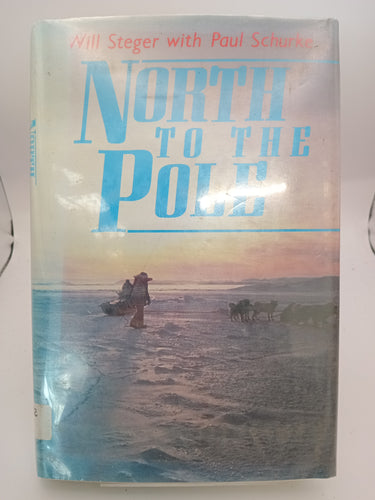 Will Steger with Paul Schurke
NORTH
TO THE
POLE